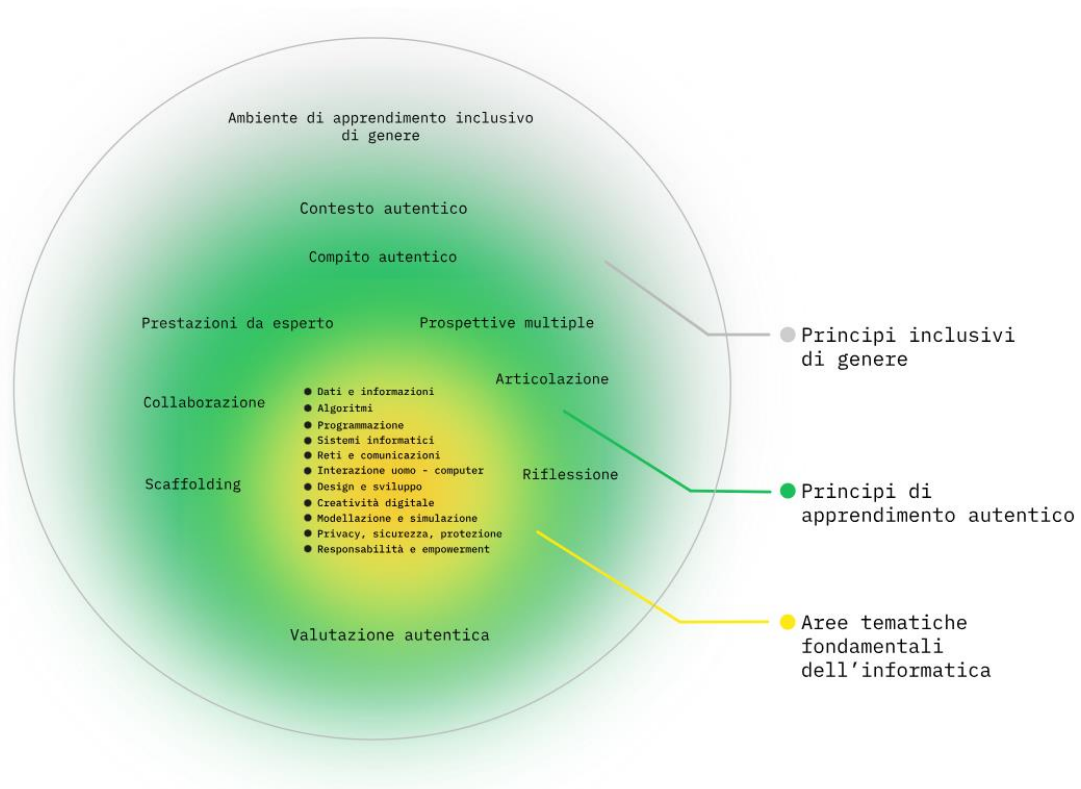 Ambiente di apprendimento inclusivo
di genere
Contesto autentico
Compito autentico
Prestazioni da esperto
Prospettive multiple
Articolazione
Collaborazione
Scaffolding
Riflessione
● Dati e informazioni
● Algoritmi
● Programmazione
● Sistemi informatici
● Reti e comunicazioni
● Interazione uomo - computer
● Design e sviluppo
● Creatività digitale
● Modellazione e simulazione
● Privacy, sicurezza, protezione
● Responsabilità e empowerment
Valutazione autentica
Principi inclusivi
di genere
Principi di
apprendimento autentico
Aree tematiche
fondamentali
dell’informatica